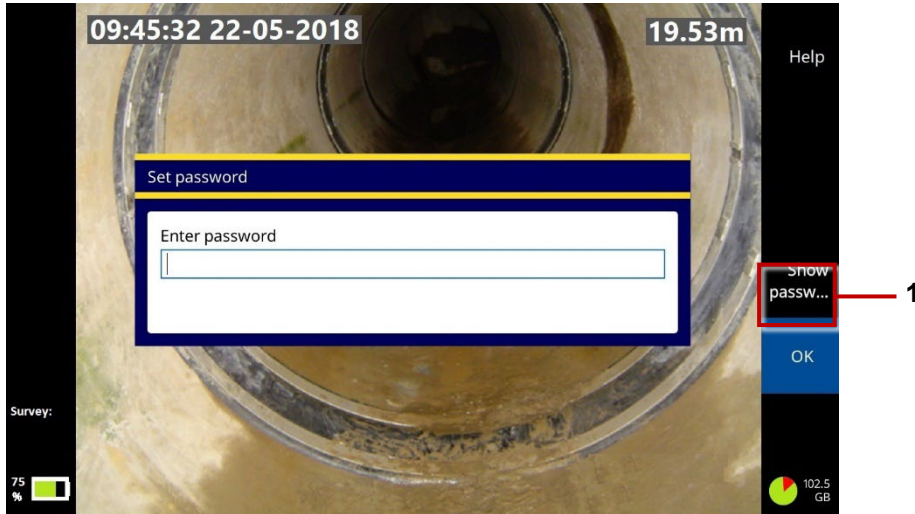 09:45:32 22-05-2018
19.53m
Help
Set password
Enter password
Show
passw...
1
OK
Survey:
75
%
102.5
GB